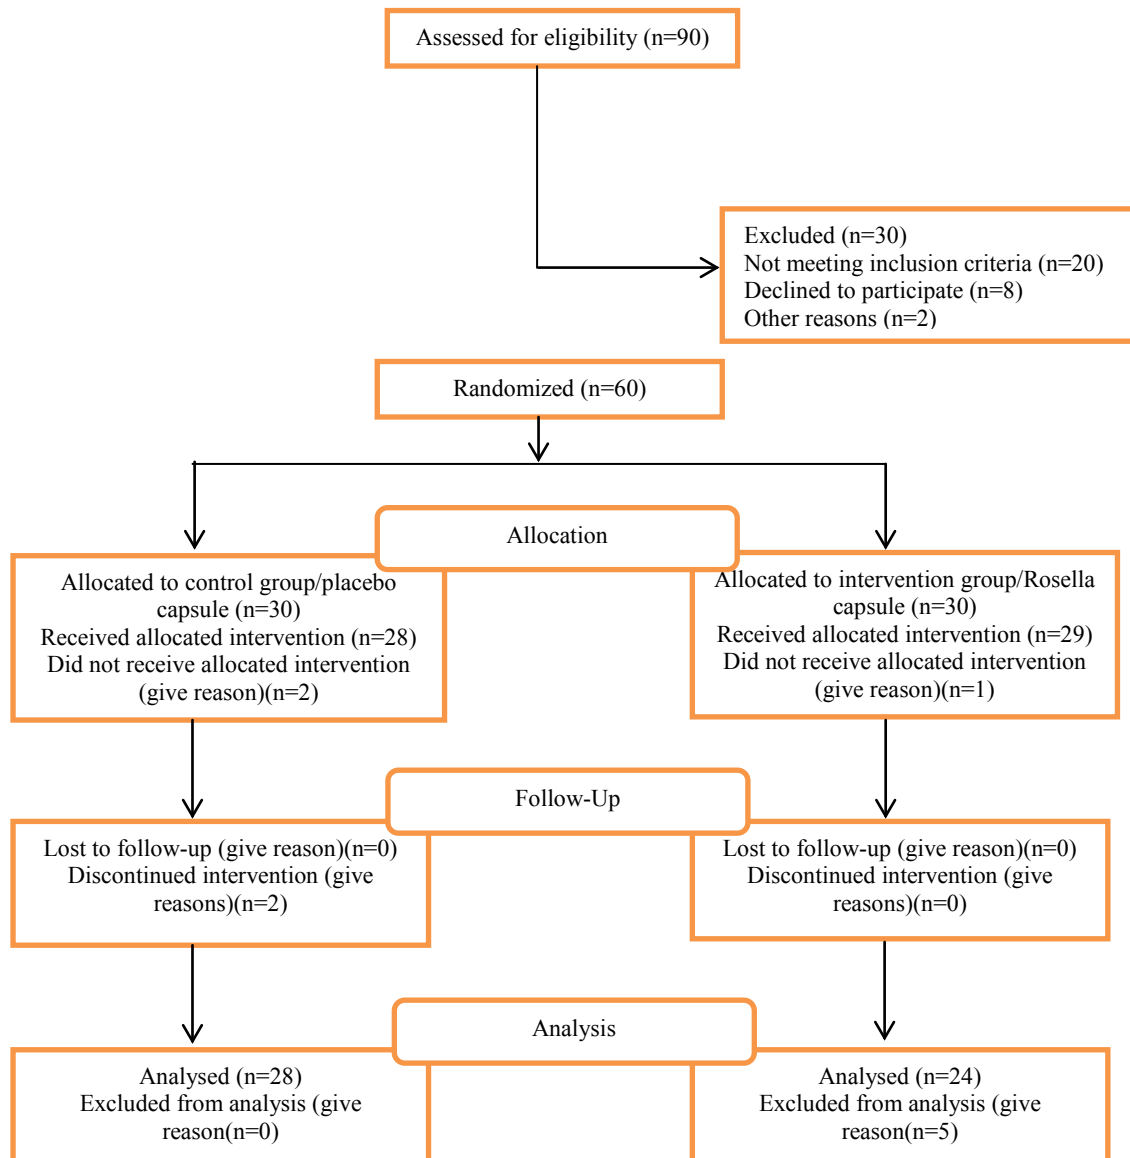 Assessed for eligibility (n=90)
Excluded (n=30)
Not meeting inclusion criteria (n=20)
Declined to participate (n=8)
Other reasons (n=2)
Randomized (n=60)
Allocation
Allocated to control group/placebo
capsule (n=30)
Received allocated intervention (n=28)
Did not receive allocated intervention
(give reason)(n=2)
Allocated to intervention group/Rosella
capsule (n=30)
Received allocated intervention (n=29)
Did not receive allocated intervention
(give reason)(n=1)
Follow-Up
Lost to follow-up (give reason)(n=0)
Discontinued intervention (give
reasons)(n=2)
Lost to follow-up (give reason)(n=0)
Discontinued intervention (give
reasons)(n=0)
Analysis
Analysed (n=28)
Excluded from analysis (give
reason(n=0)
Analysed (n=24)
Excluded from analysis (give
reason(n=5)